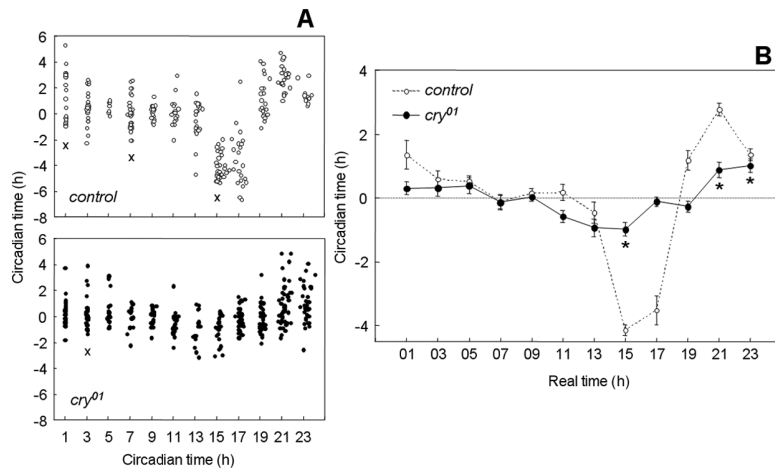 A
6
4
2
0
-2
-4
-6
-8
x
x
x
control
Circadian time (h)
6
4
2
0
-2
-4
-6
-8
x
cry01
1 3 5 7 9 11 13 15 17 19 21 23
Circadian time (h)
B
control
cry01
4
2
0
-2
-4
Circadian time (h)
*
*
*
01 03 05 07 09 11 13 15 17 19 21 23
Real time (h)